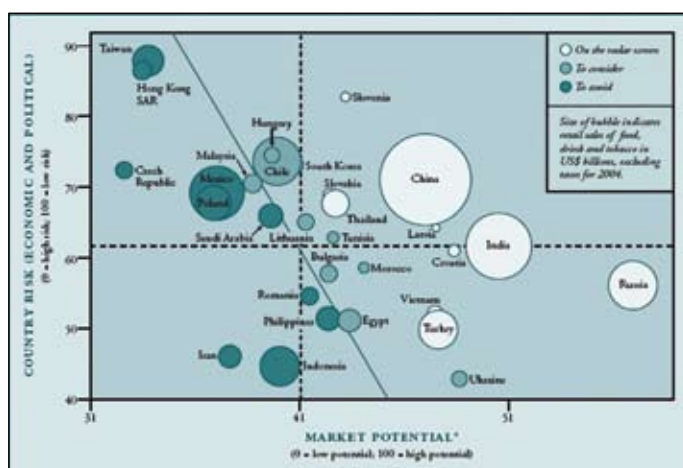 90
80
70
60
50
40
31
41
51
COUNTRY RISK (ECONOMIC AND POLITICAL)
(0 = high risk; 100 = low risk)
MARKET POTENTIAL*
(0 = low potential; 100 = high potential)
On the radar screen
To consider
To avoid
Size of bubble indicates
retail sales of food,
drink and tobacco in
US$ billions, excluding
taxes for 2004.
Taiwan
Hong Kong
SAR
Slovenia
Hungary
Malaysia
Chile
South Korea
Czech
Republic
Mexico
Poland
Slovakia
China
Thailand
Saudi Arabia
Lithuania
Tunisia
Latvia
India
Croatia
Bulgaria
Morocco
Russia
Romania
Vietnam
Philippines
Egypt
Turkey
Iran
Indonesia
Ukraine